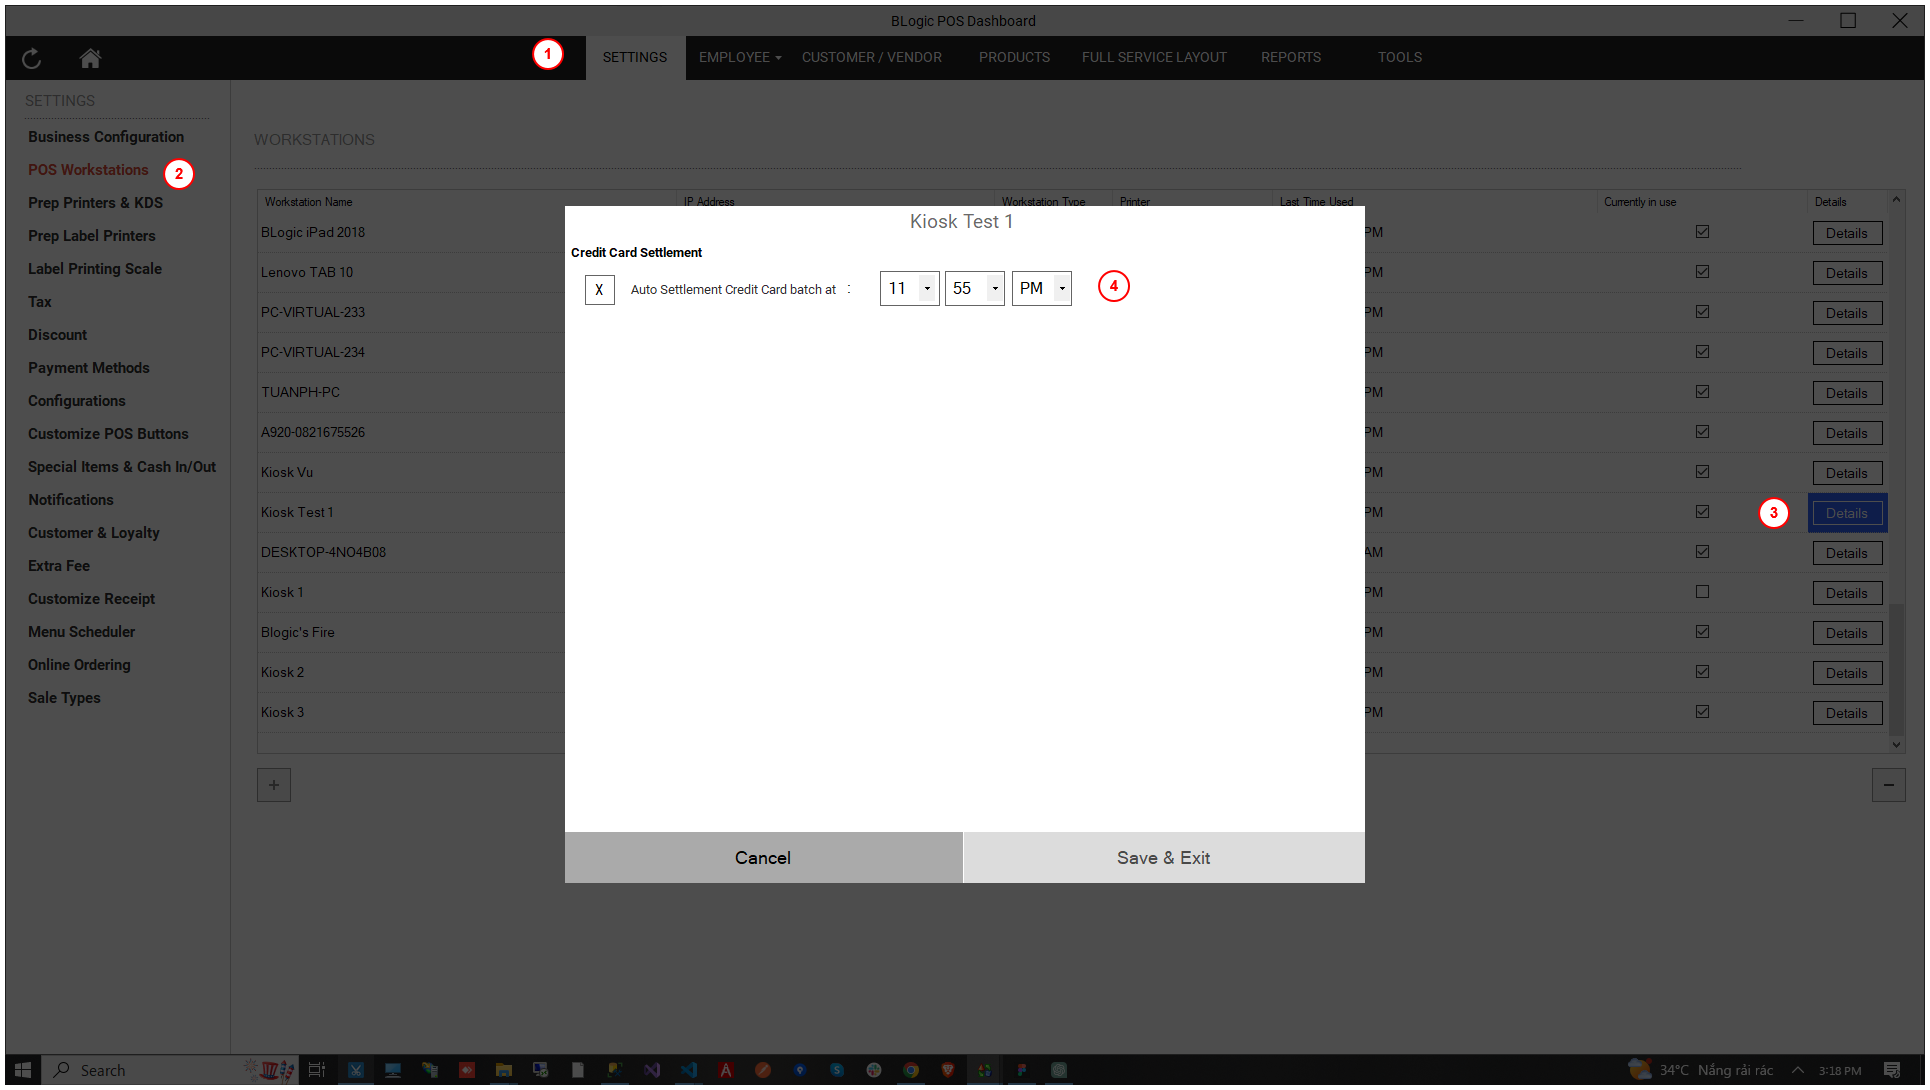 BLogic POS Dashboard
1
SETTINGS
EMPLOYEE
CUSTOMER / VENDOR
PRODUCTS
FULL SERVICE LAYOUT
REPORTS
TOOLS
SETTINGS
Business Configuration
POS Workstations
2
Prep Printers & KDS
Prep Label Printers
Label Printing Scale
Tax
Discount
Payment Methods
Configurations
Customize POS Buttons
Special Items & Cash In/Out
Notifications
Customer & Loyalty
Extra Fee
Customize Receipt
Menu Scheduler
Online Ordering
Sale Types
WORKSTATIONS
Workstation Name IP Address Workstation Type Printer Last Time Used Currently in use Details
BLogic iPad 2018 PM Details
Lenovo TAB 10 PM Details
PC-VIRTUAL-233 PM Details
PC-VIRTUAL-234 PM Details
TUANPH-PC PM Details
A920-0821675526 PM Details
Kiosk Vu PM Details
Kiosk Test 1 PM 3 Details
DESKTOP-4NO4B08 AM Details
Kiosk 1 PM Details
Blogic's Fire PM Details
Kiosk 2 PM Details
Kiosk 3 PM Details
+
−
Kiosk Test 1
Credit Card Settlement
X Auto Settlement Credit Card batch at : 11 55 PM 4
Cancel
Save & Exit
Search
34°C Nắng rải rác
3:18 PM